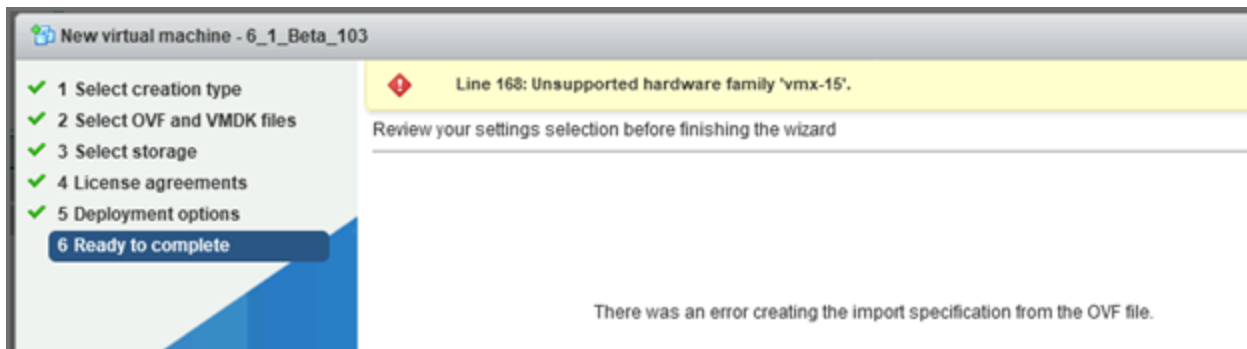 New virtual machine - 6_1_Beta_103
1 Select creation type
2 Select OVF and VMDK files
3 Select storage
4 License agreements
5 Deployment options
6 Ready to complete
Line 168: Unsupported hardware family 'vmx-15'.
Review your settings selection before finishing the wizard
There was an error creating the import specification from the OVF file.